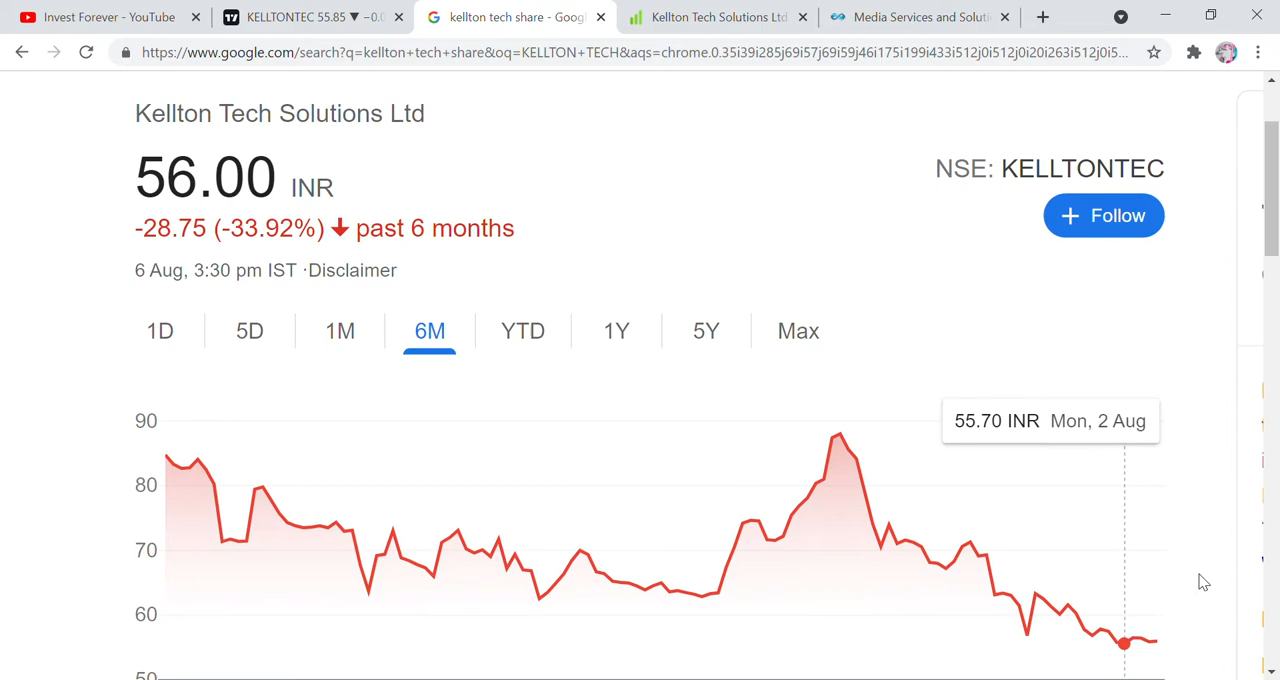 Invest Forever - YouTube
KELLTONTEC 55.85 ▼ −0.0
kellton tech share - Goog
Kellton Tech Solutions Ltd
Media Services and Soluti
https://www.google.com/search?q=kellton+tech+share&oq=KELLTON+TECH&aqs=chrome.0.35i39i285j69i57j69i59j46i175i199i433i512j0i512j0i20i263i512j0i5...
Kellton Tech Solutions Ltd
56.00 INR
NSE: KELLTONTEC
-28.75 (-33.92%) ↓ past 6 months
+ Follow
6 Aug, 3:30 pm IST ·Disclaimer
1D 5D 1M 6M YTD 1Y 5Y Max
90
55.70 INR Mon, 2 Aug
80
70
60
50